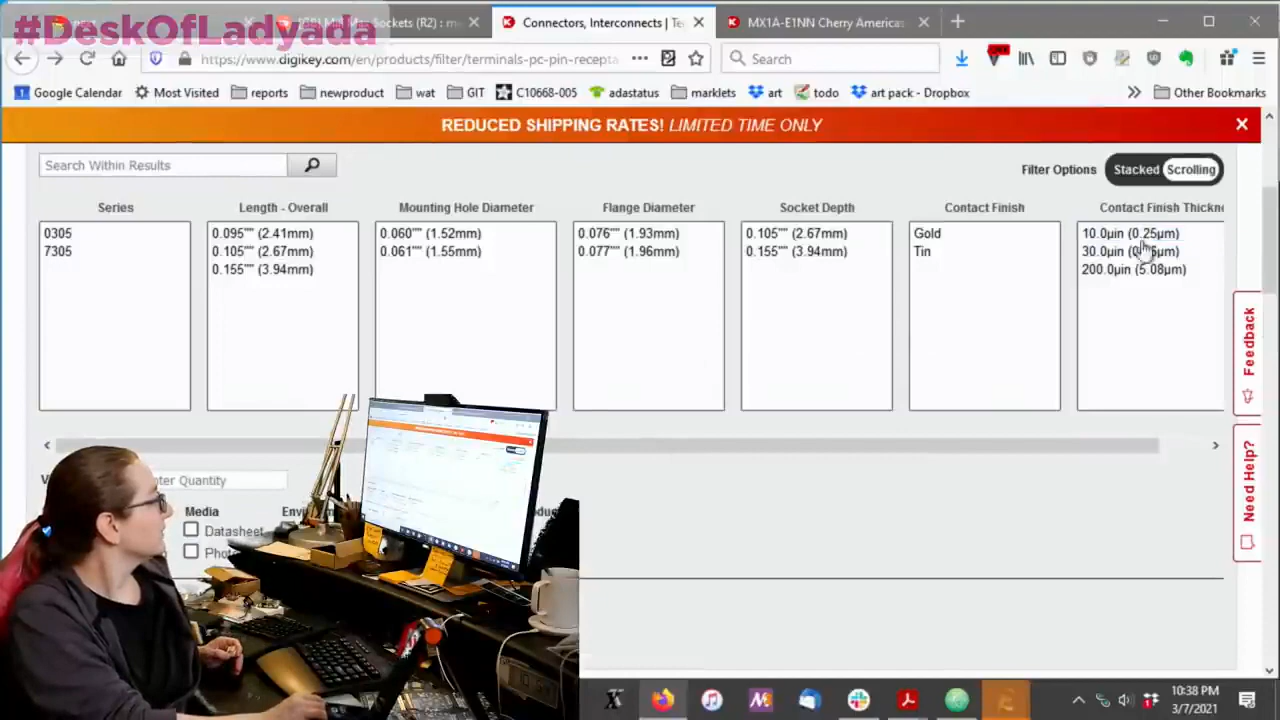 #DeskOfLadyada
Sockets (R2) : m
Connectors, Interconnects | Te
MX1A-E1NN Cherry Americas
https://www.digikey.com/en/products/filter/terminals-pc-pin-recepta
Search
Google Calendar
Most Visited
reports
newproduct
wat
GIT
C10668-005
adastatus
marklets
art
todo
art pack - Dropbox
Other Bookmarks
REDUCED SHIPPING RATES! LIMITED TIME ONLY
Search Within Results
Filter Options
Stacked
Scrolling
Series
0305
7305
Length - Overall
0.095"" (2.41mm)
0.105"" (2.67mm)
0.155"" (3.94mm)
Mounting Hole Diameter
0.060"" (1.52mm)
0.061"" (1.55mm)
Flange Diameter
0.076"" (1.93mm)
0.077"" (1.96mm)
Socket Depth
0.105"" (2.67mm)
0.155"" (3.94mm)
Contact Finish
Gold
Tin
Contact Finish Thickne
10.0µin (0.25µm)
30.0µin
200.0µin (5.08µm)
Feedback
Need Help?
Quantity
Media
Datasheet
10:38 PM
3/7/2021